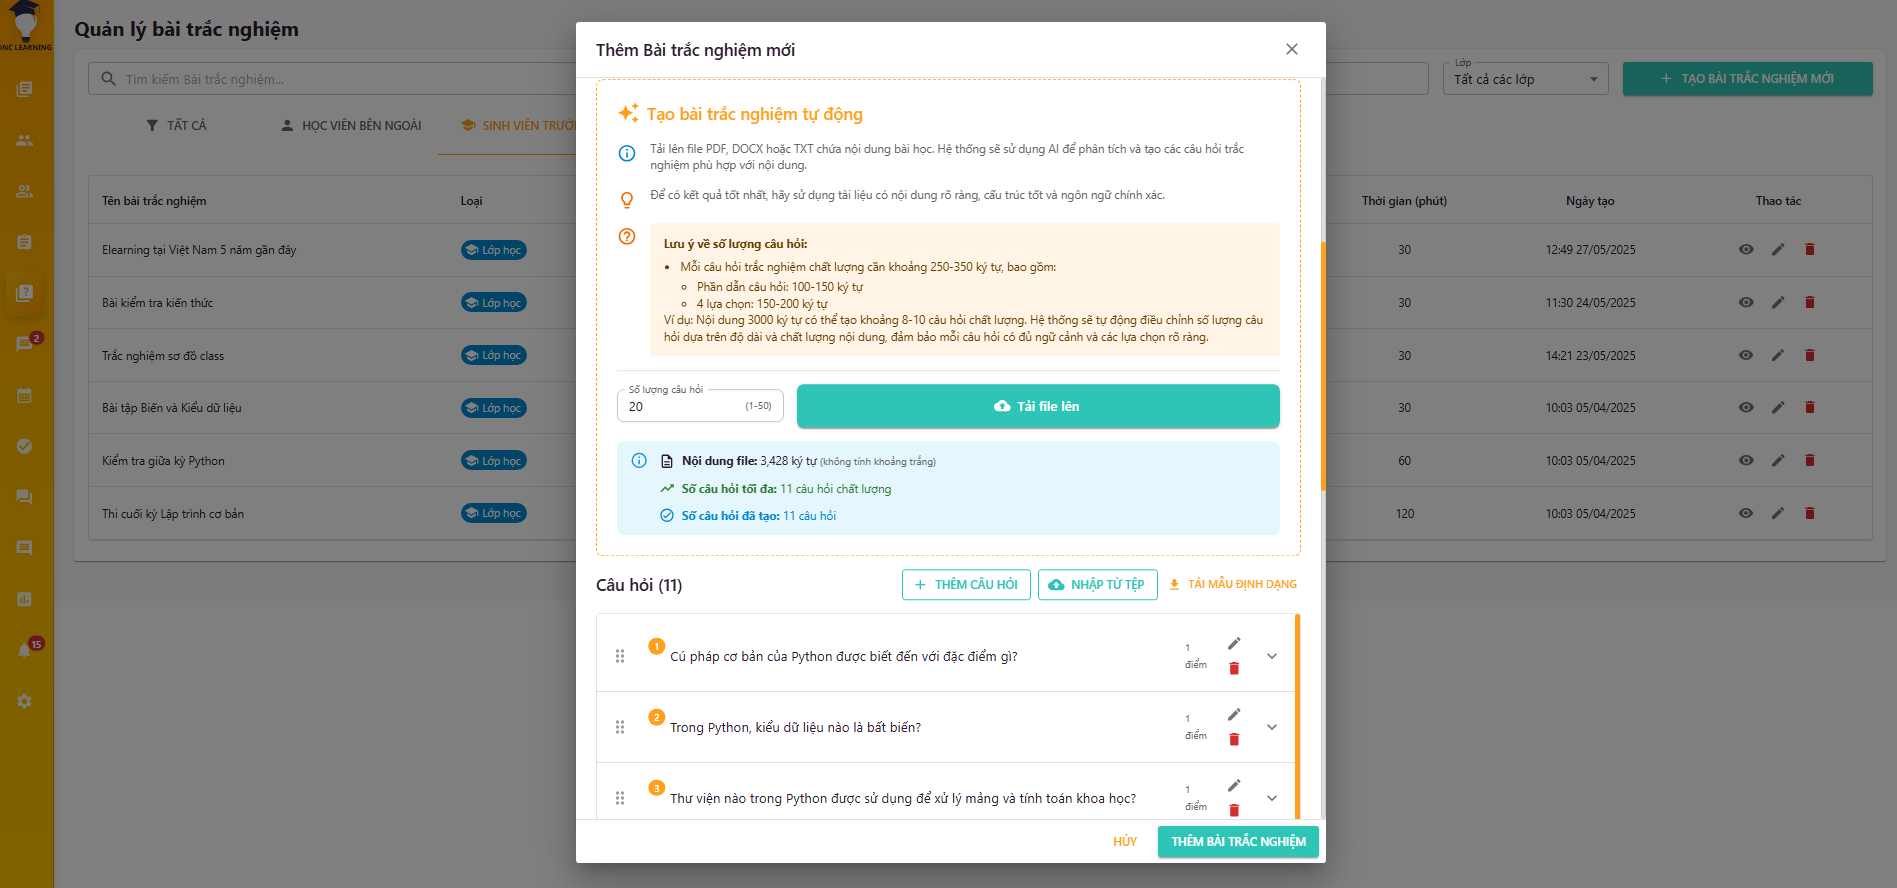 DNC LEARNING
2
15
Quản lý bài trắc nghiệm
Tìm kiếm Bài trắc nghiệm...
Lớp
Tất cả các lớp
TẠO BÀI TRẮC NGHIỆM MỚI
TẤT CẢ
HỌC VIÊN BÊN NGOÀI
SINH VIÊN TRƯỜ
Tên bài trắc nghiệm
Loại
Thời gian (phút)
Ngày tạo
Thao tác
Elearning tại Việt Nam 5 năm gần đây
Lớp học
30
12:49 27/05/2025
Bài kiểm tra kiến thức
Lớp học
30
11:30 24/05/2025
Trắc nghiệm sơ đồ class
Lớp học
30
14:21 23/05/2025
Bài tập Biến và Kiểu dữ liệu
Lớp học
30
10:03 05/04/2025
Kiểm tra giữa kỳ Python
Lớp học
60
10:03 05/04/2025
Thi cuối kỳ Lập trình cơ bản
Lớp học
120
10:03 05/04/2025
Thêm Bài trắc nghiệm mới
Tạo bài trắc nghiệm tự động
Tải lên file PDF, DOCX hoặc TXT chứa nội dung bài học. Hệ thống sẽ sử dụng AI để phân tích và tạo các câu hỏi trắc
nghiệm phù hợp với nội dung.
Để có kết quả tốt nhất, hãy sử dụng tài liệu có nội dung rõ ràng, cấu trúc tốt và ngôn ngữ chính xác.
Lưu ý về số lượng câu hỏi:
• Mỗi câu hỏi trắc nghiệm chất lượng cần khoảng 250-350 ký tự, bao gồm:
Phần dẫn câu hỏi: 100-150 ký tự
4 lựa chọn: 150-200 ký tự
Ví dụ: Nội dung 3000 ký tự có thể tạo khoảng 8-10 câu hỏi chất lượng. Hệ thống sẽ tự động điều chỉnh số lượng câu
hỏi dựa trên độ dài và chất lượng nội dung, đảm bảo mỗi câu hỏi có đủ ngữ cảnh và các lựa chọn rõ ràng.
Số lượng câu hỏi
20
(1-50)
Tải file lên
Nội dung file: 3,428 ký tự (không tính khoảng trắng)
Số câu hỏi tối đa: 11 câu hỏi chất lượng
Số câu hỏi đã tạo: 11 câu hỏi
Câu hỏi (11)
THÊM CÂU HỎI
NHẬP TỪ TỆP
TẢI MẪU ĐỊNH DẠNG
1
Cú pháp cơ bản của Python được biết đến với đặc điểm gì?
1
điểm
2
Trong Python, kiểu dữ liệu nào là bất biến?
1
điểm
3
Thư viện nào trong Python được sử dụng để xử lý mảng và tính toán khoa học?
1
điểm
HỦY
THÊM BÀI TRẮC NGHIỆM